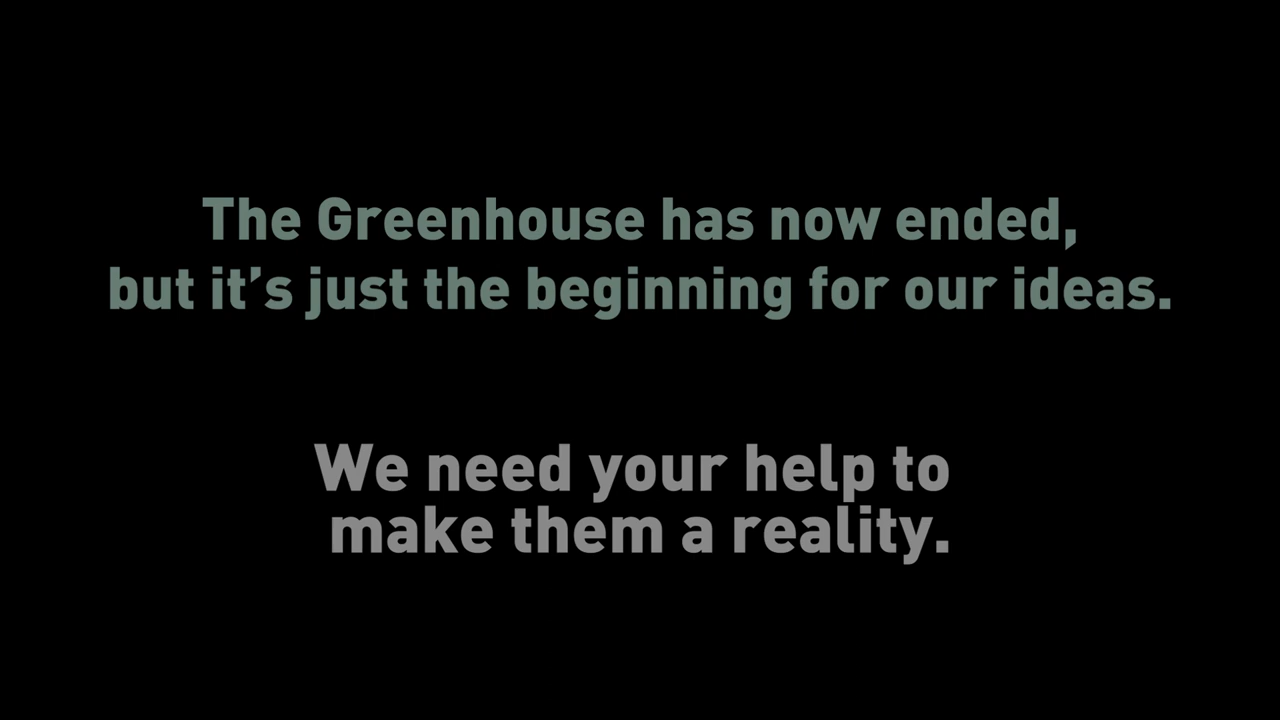 The Greenhouse has now ended,
but it’s just the beginning for our ideas.
We need your help to
make them a reality.